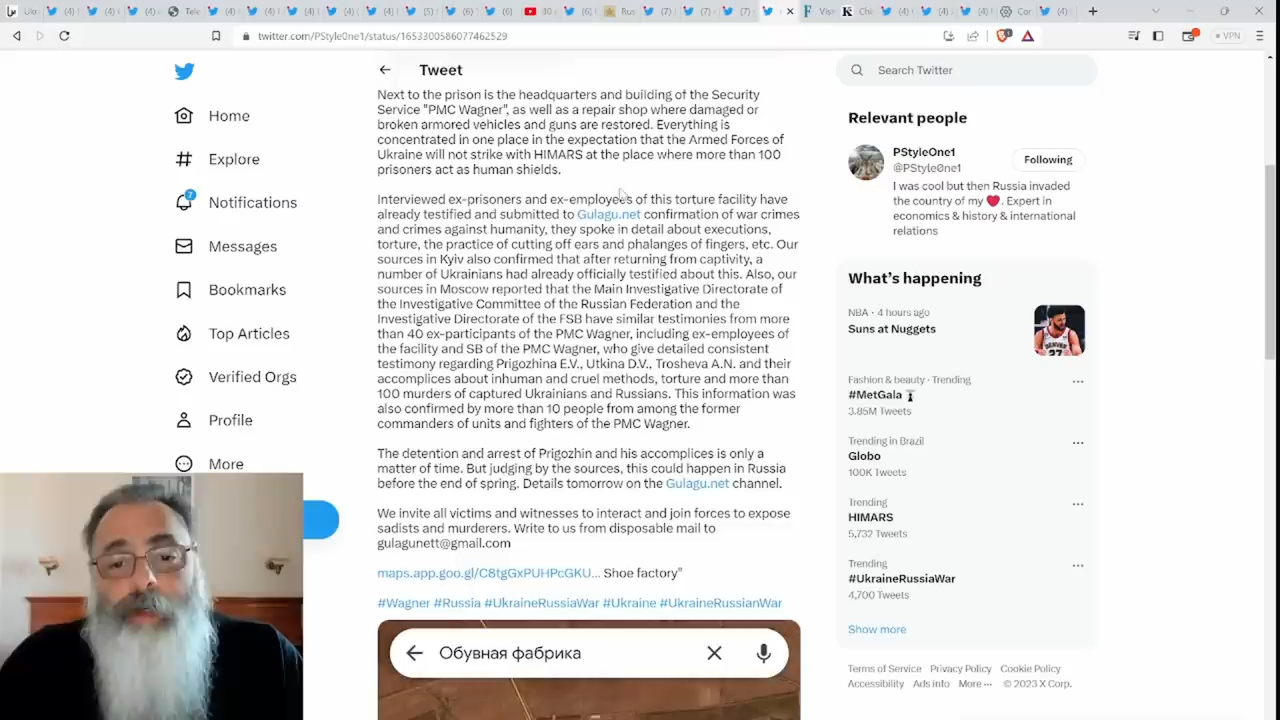 twitter.com/PStyle0ne1/status/1653300586077462529
VPN
Home
Explore
7
Notifications
Messages
Bookmarks
Top Articles
Verified Orgs
Profile
More
Tweet
Next to the prison is the headquarters and building of the Security
Service "PMC Wagner", as well as a repair shop where damaged or
broken armored vehicles and guns are restored. Everything is
concentrated in one place in the expectation that the Armed Forces of
Ukraine will not strike with HIMARS at the place where more than 100
prisoners act as human shields.
Interviewed ex-prisoners and ex-employees of this torture facility have
already testified and submitted to Gulagu.net confirmation of war crimes
and crimes against humanity, they spoke in detail about executions,
torture, the practice of cutting off ears and phalanges of fingers, etc. Our
sources in Kyiv also confirmed that after returning from captivity, a
number of Ukrainians had already officially testified about this. Also, our
sources in Moscow reported that the Main Investigative Directorate of
the Investigative Committee of the Russian Federation and the
Investigative Directorate of the FSB have similar testimonies from more
than 40 ex-participants of the PMC Wagner, including ex-employees of
the facility and SB of the PMC Wagner, who give detailed consistent
testimony regarding Prigozhina E.V., Utkina D.V., Trosheva A.N. and their
accomplices about inhuman and cruel methods, torture and more than
100 murders of captured Ukrainians and Russians. This information was
also confirmed by more than 10 people from among the former
commanders of units and fighters of the PMC Wagner.
The detention and arrest of Prigozhin and his accomplices is only a
matter of time. But judging by the sources, this could happen in Russia
before the end of spring. Details tomorrow on the Gulagu.net channel.
We invite all victims and witnesses to interact and join forces to expose
sadists and murderers. Write to us from disposable mail to
gulagunett@gmail.com
maps.app.goo.gl/C8tgGxPUHPcGKU... Shoe factory"
#Wagner #Russia #UkraineRussiaWar #Ukraine #UkraineRussianWar
Обувная фабрика
Search Twitter
Relevant people
PStyleOne1
@PStyle0ne1
Following
I was cool but then Russia invaded
the country of my ❤️. Expert in
economics & history & international
relations
What's happening
NBA · 4 hours ago
Suns at Nuggets
Fashion & beauty · Trending
#MetGala
3.85M Tweets
Trending in Brazil
Globo
100K Tweets
Trending
HIMARS
5,732 Tweets
Trending
#UkraineRussiaWar
4,700 Tweets
Show more
Terms of Service Privacy Policy Cookie Policy
Accessibility Ads info More ··· © 2023 X Corp.